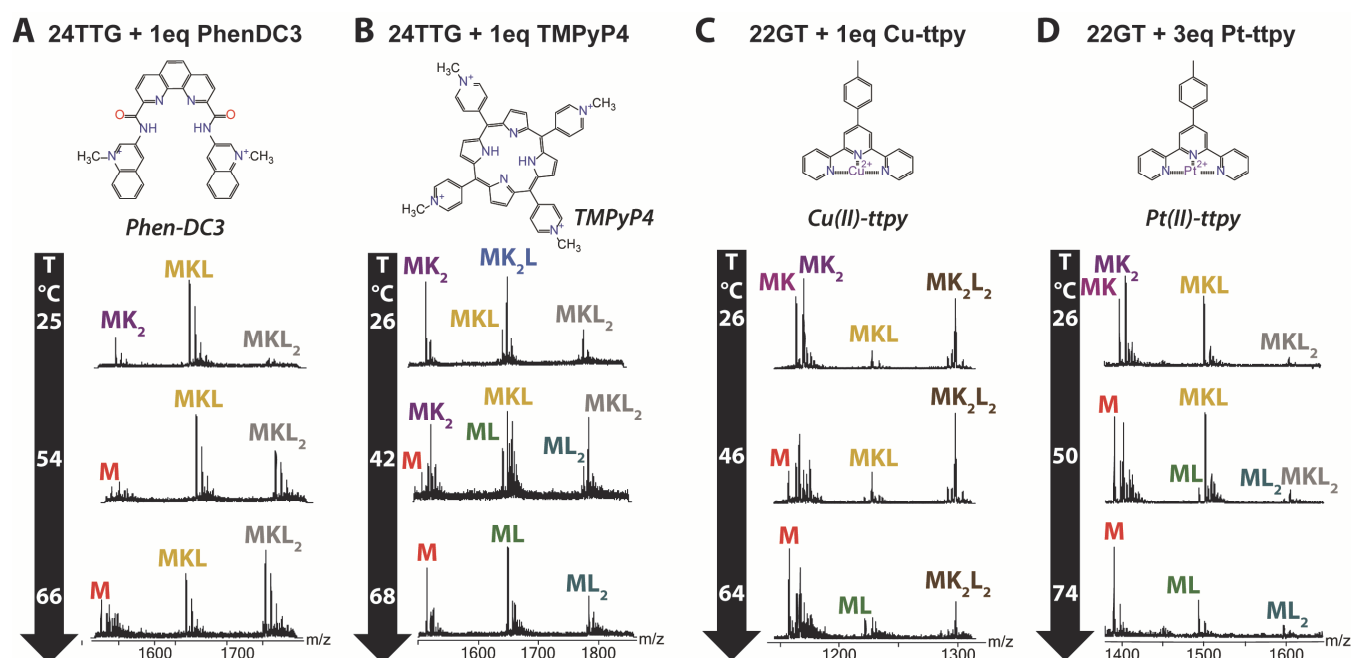 A 24TTG + 1eq PhenDC3
O
N
N
O
NH
HN
H₃C
N⁺
N⁺
CH₃
Phen-DC3
T
°C
25
MK₂
MKL
MKL₂
54
M
MKL
MKL₂
66
M
MKL
MKL₂
1600
1700
m/z
B 24TTG + 1eq TMPyP4
H₃C
N⁺
N⁺
CH₃
N
NH
HN
N
H₃C
N⁺
N⁺
CH₃
TMPyP4
T
°C
26
MK₂
MKL
MK₂L
MKL₂
42
M
MK₂
ML
MKL
ML₂
MKL₂
68
M
ML
ML₂
1600
1700
1800
m/z
C 22GT + 1eq Cu-ttpy
N
N
Cu²⁺
N
Cu(II)-ttpy
T
°C
26
MK
MK₂
MKL
MK₂L₂
46
M
MKL
MK₂L₂
64
M
ML
MK₂L₂
1200
1300
m/z
D 22GT + 3eq Pt-ttpy
N
N
Pt²⁺
N
Pt(II)-ttpy
T
°C
26
MK
MK₂
MKL
MKL₂
50
M
ML
MKL
ML₂
MKL₂
74
M
ML
ML₂
1400
1500
1600
m/z